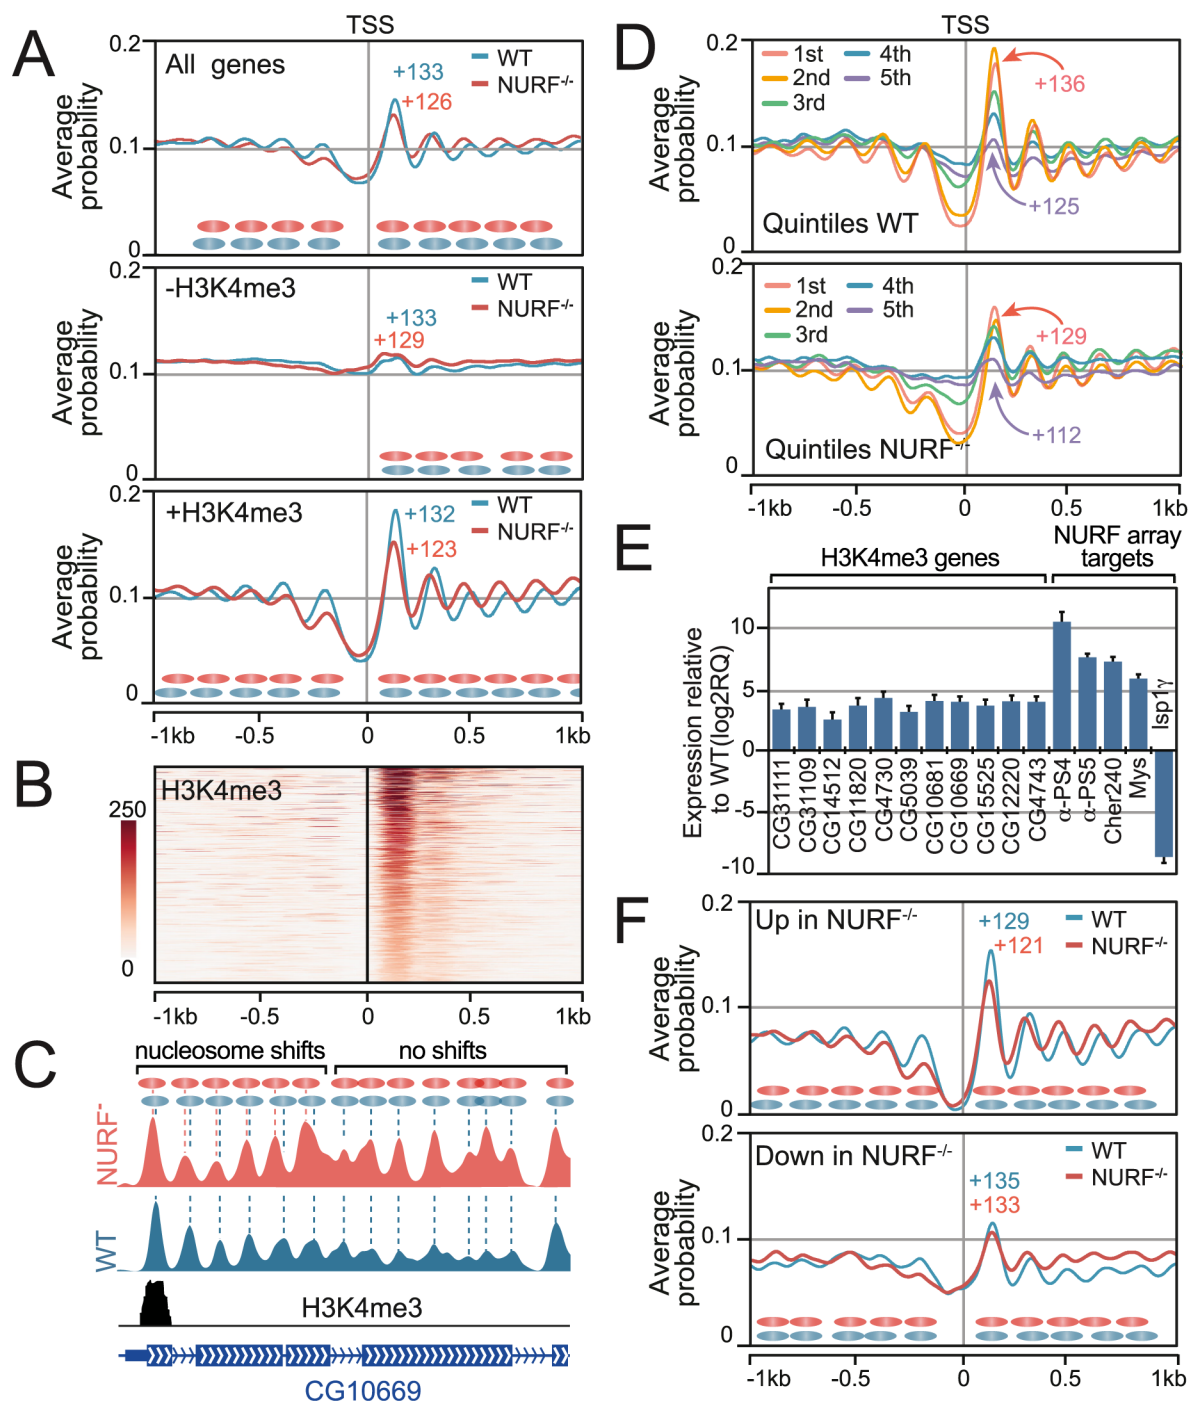 A
TSS
0.2
All genes
WT
NURF-/-
+133
+126
0.1
0
Average
probability
0.2
-H3K4me3
WT
NURF-/-
+133
+129
0.1
0
Average
probability
0.2
+H3K4me3
WT
NURF-/-
+132
+123
0.1
0
Average
probability
-1kb
-0.5
0
0.5
1kb
B
H3K4me3
250
0
-1kb
-0.5
0
0.5
1kb
C
nucleosome shifts
no shifts
NURF-
WT
H3K4me3
CG10669
D
TSS
0.2
1st
4th
2nd
5th
3rd
+136
0.1
+125
Quintiles WT
0
Average
probability
0.2
1st
4th
2nd
5th
3rd
+129
0.1
+112
Quintiles NURF-/-
0
Average
probability
-1kb
-0.5
0
0.5
1kb
E
H3K4me3 genes
NURF array
targets
Expression relative
to WT(log2RQ)
10
5
0
-5
-10
CG31111
CG31109
CG14512
CG11820
CG4730
CG5039
CG10681
CG10669
CG15525
CG12220
CG4743
α-PS4
α-PS5
Cher240
Mys
Isp1γ
F
0.2
Up in NURF-/-
WT
NURF-/-
+129
+121
0.1
0
Average
probability
0.2
Down in NURF-/-
WT
NURF-/-
+135
+133
0.1
0
Average
probability
-1kb
-0.5
0
0.5
1kb